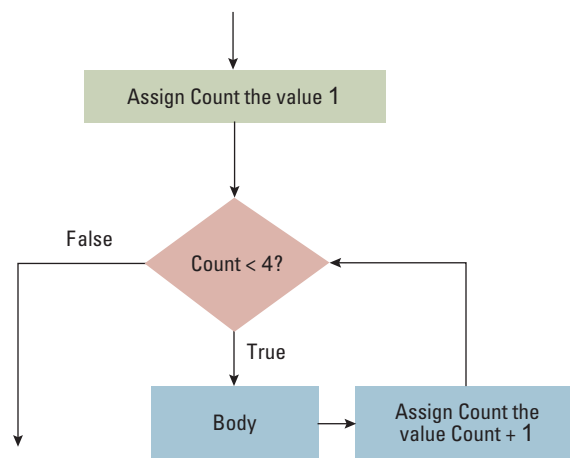 Assign Count the value 1
False
Count < 4?
True
Body
Assign Count the
value Count + 1